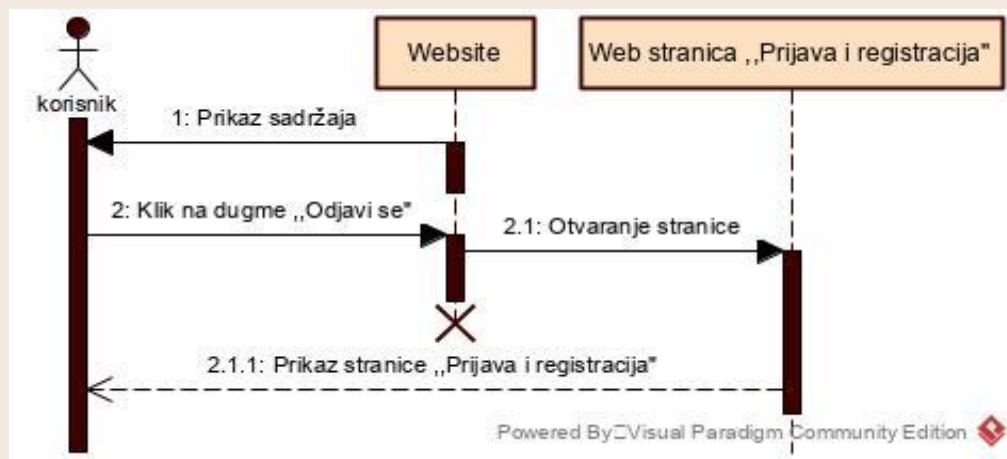 Website
Web stranica ,,Prijava i registracija"
korisnik
1: Prikaz sadržaja
2: Klik na dugme ,,Odjavi se"
2.1: Otvaranje stranice
2.1.1: Prikaz stranice ,,Prijava i registracija"
Powered By□Visual Paradigm Community Edition